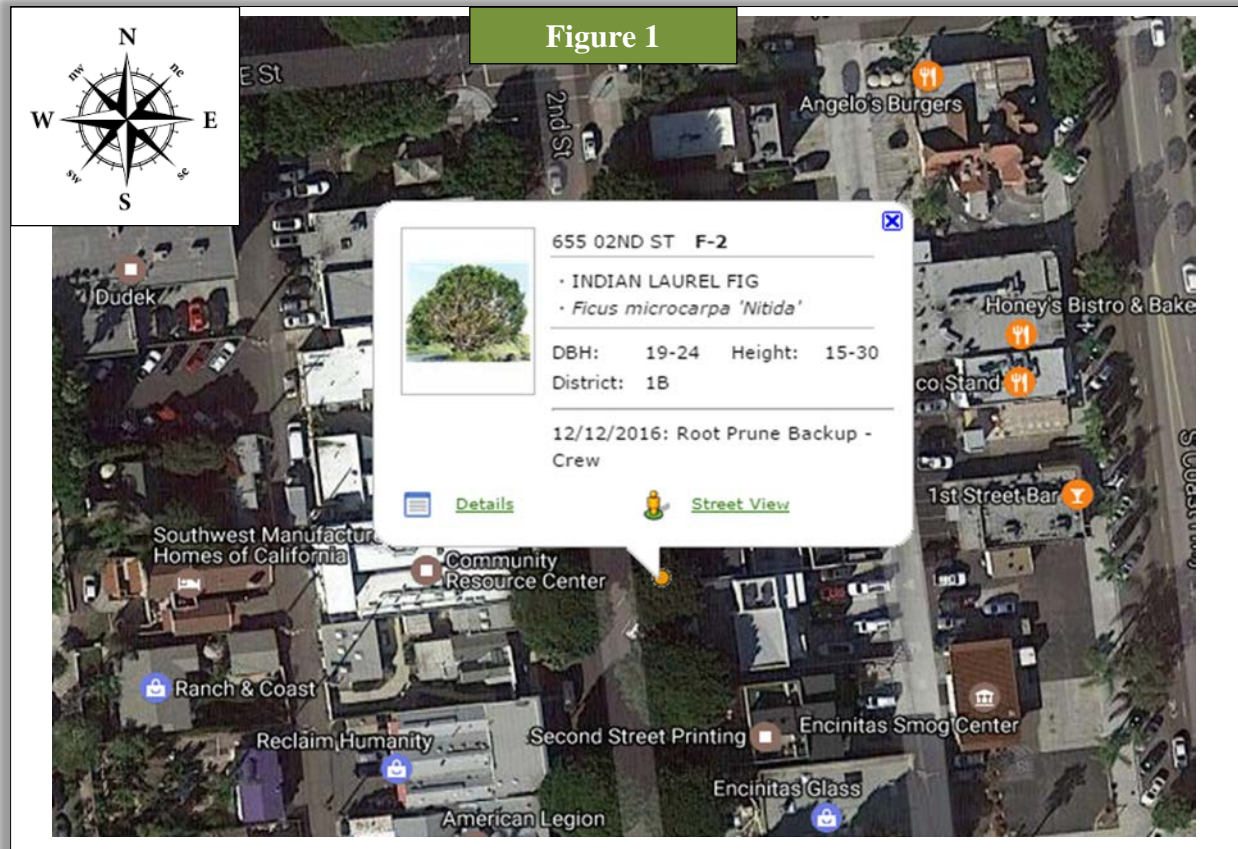 Figure 1
N
nw
ne
W
E
sw
se
S
E St
2nd St
Angelo's Burgers
655 02ND ST F-2
· INDIAN LAUREL FIG
· Ficus microcarpa 'Nitida'
DBH: 19-24 Height: 15-30
District: 1B
12/12/2016: Root Prune Backup -
Crew
Details
Street View
Dudek
Honey's Bistro & Bake
co Stand
1st Street Bar
S Coast Hwy
Southwest Manufactur
Homes of California
Community
Resource Center
Ranch & Coast
Reclaim Humanity
Second Street Printing
Encinitas Smog Center
Encinitas Glass
American Legion